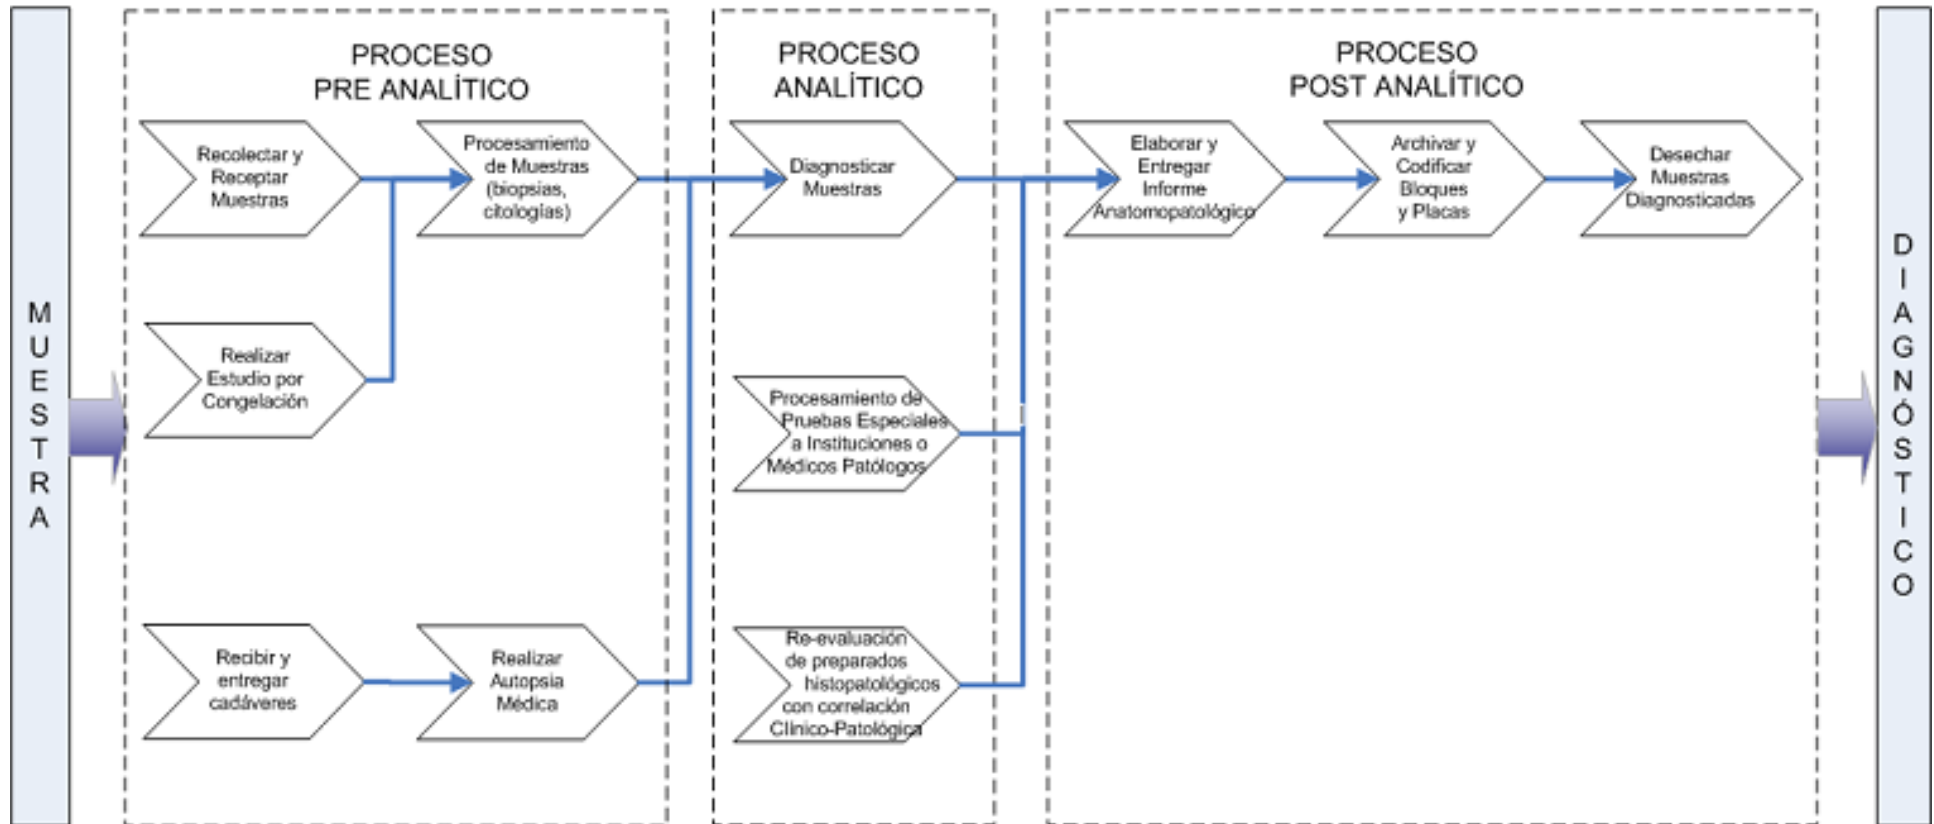 MUESTRA
PROCESO
PRE ANALÍTICO
Recolectar y
Receptar
Muestras
Procesamiento
de Muestras
(biopsias,
citologías)
Realizar
Estudio por
Congelación
Recibir y
entregar
cadáveres
Realizar
Autopsia
Médica
PROCESO
ANALÍTICO
Diagnosticar
Muestras
Procesamiento de
Pruebas Especiales
a Instituciones o
Médicos Patólogos
Re-evaluación
de preparados
histopatológicos
con correlación
Clínico-Patológica
PROCESO
POST ANALÍTICO
Elaborar y
Entregar
Informe
Anatomopatológico
Archivar y
Codificar
Bloques
y Placas
Desechar
Muestras
Diagnosticadas
DIAGNÓSTICO